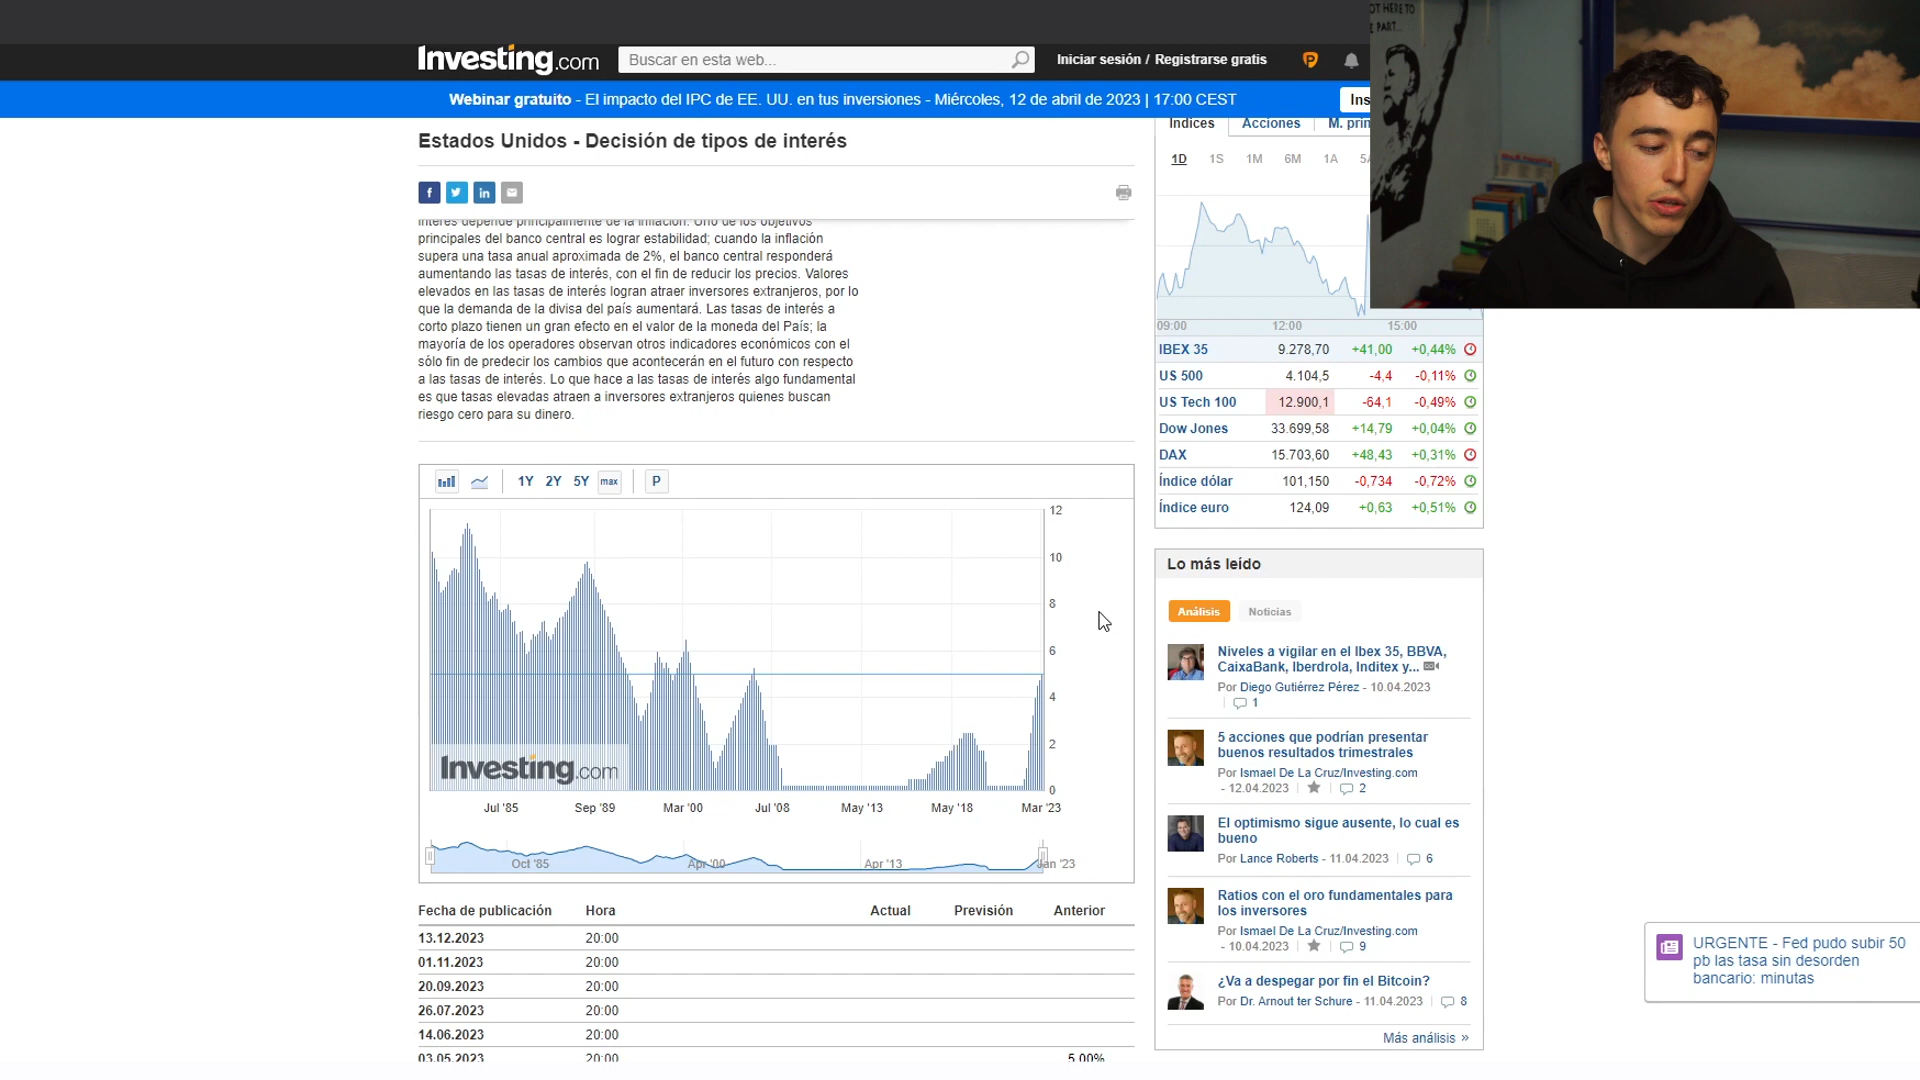 Investing.com
Buscar en esta web...
Iniciar sesión / Registrarse gratis
P
Webinar gratuito - El impacto del IPC de EE. UU. en tus inversiones - Miércoles, 12 de abril de 2023 | 17:00 CEST
Ins
OT HERE TO
PART...
Estados Unidos - Decisión de tipos de interés
f
in
interés depende principalmente de la inflación. Uno de los objetivos
principales del banco central es lograr estabilidad; cuando la inflación
supera una tasa anual aproximada de 2%, el banco central responderá
aumentando las tasas de interés, con el fin de reducir los precios. Valores
elevados en las tasas de interés logran atraer inversores extranjeros, por lo
que la demanda de la divisa del país aumentará. Las tasas de interés a
corto plazo tienen un gran efecto en el valor de la moneda del País; la
mayoría de los operadores observan otros indicadores económicos con el
sólo fin de predecir los cambios que acontecerán en el futuro con respecto
a las tasas de interés. Lo que hace a las tasas de interés algo fundamental
es que tasas elevadas atraen a inversores extranjeros quienes buscan
riesgo cero para su dinero.
1Y 2Y 5Y max P
12
10
8
6
4
2
0
Investing.com
Jul '85 Sep '89 Mar '00 Jul '08 May '13 May '18 Mar '23
Oct '85 Apr '00 Apr '13 Jan '23
Fecha de publicación Hora Actual Previsión Anterior
13.12.2023 20:00
01.11.2023 20:00
20.09.2023 20:00
26.07.2023 20:00
14.06.2023 20:00
03.05.2023 20:00 5,00%
Índices Acciones M. prin
1D 1S 1M 6M 1A 5A
09:00 12:00 15:00
IBEX 35 9.278,70 +41,00 +0,44%
US 500 4.104,5 -4,4 -0,11%
US Tech 100 12.900,1 -64,1 -0,49%
Dow Jones 33.699,58 +14,79 +0,04%
DAX 15.703,60 +48,43 +0,31%
Índice dólar 101,150 -0,734 -0,72%
Índice euro 124,09 +0,63 +0,51%
Lo más leído
Análisis Noticias
Niveles a vigilar en el Ibex 35, BBVA,
CaixaBank, Iberdrola, Inditex y...
Por Diego Gutiérrez Pérez - 10.04.2023
1
5 acciones que podrían presentar
buenos resultados trimestrales
Por Ismael De La Cruz/Investing.com
- 12.04.2023 2
El optimismo sigue ausente, lo cual es
bueno
Por Lance Roberts - 11.04.2023 6
Ratios con el oro fundamentales para
los inversores
Por Ismael De La Cruz/Investing.com
- 10.04.2023 9
¿Va a despegar por fin el Bitcoin?
Por Dr. Arnout ter Schure - 11.04.2023 8
Más análisis »
URGENTE - Fed pudo subir 50
pb las tasa sin desorden
bancario: minutas